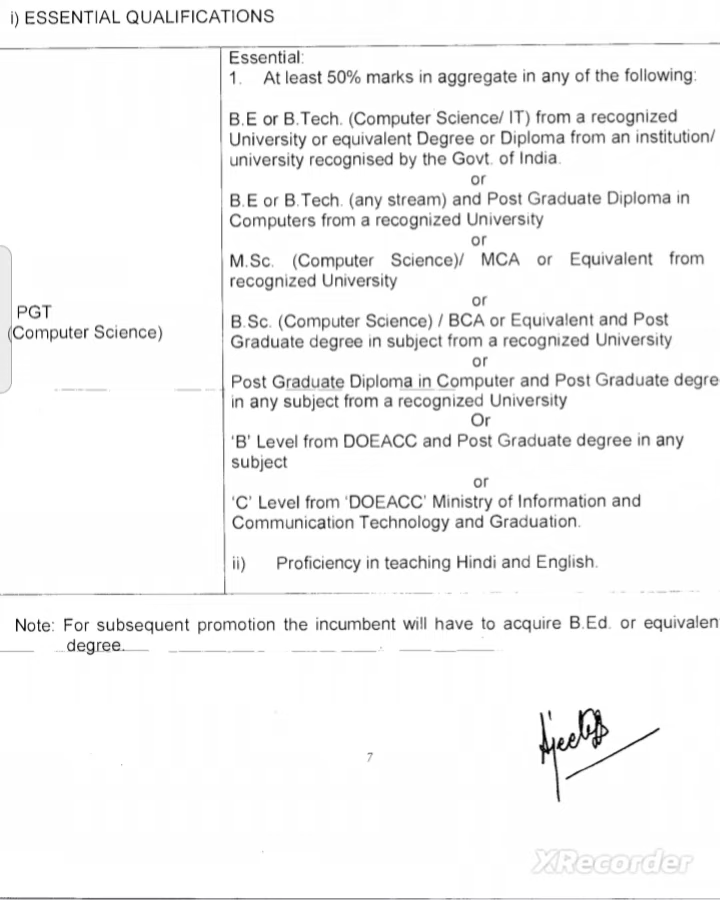 i) ESSENTIAL QUALIFICATIONS
Essential:
1. At least 50% marks in aggregate in any of the following:
B.E or B.Tech. (Computer Science/ IT) from a recognized
University or equivalent Degree or Diploma from an institution/
university recognised by the Govt. of India.
or
B.E or B.Tech. (any stream) and Post Graduate Diploma in
Computers from a recognized University
or
M.Sc. (Computer Science)/ MCA or Equivalent from
recognized University
or
PGT
(Computer Science)
B.Sc. (Computer Science) / BCA or Equivalent and Post
Graduate degree in subject from a recognized University
or
Post Graduate Diploma in Computer and Post Graduate degre
in any subject from a recognized University
Or
'B' Level from DOEACC and Post Graduate degree in any
subject
or
'C' Level from 'DOEACC' Ministry of Information and
Communication Technology and Graduation.
ii) Proficiency in teaching Hindi and English.
Note: For subsequent promotion the incumbent will have to acquire B.Ed. or equivalen
degree.
7
XRecorder